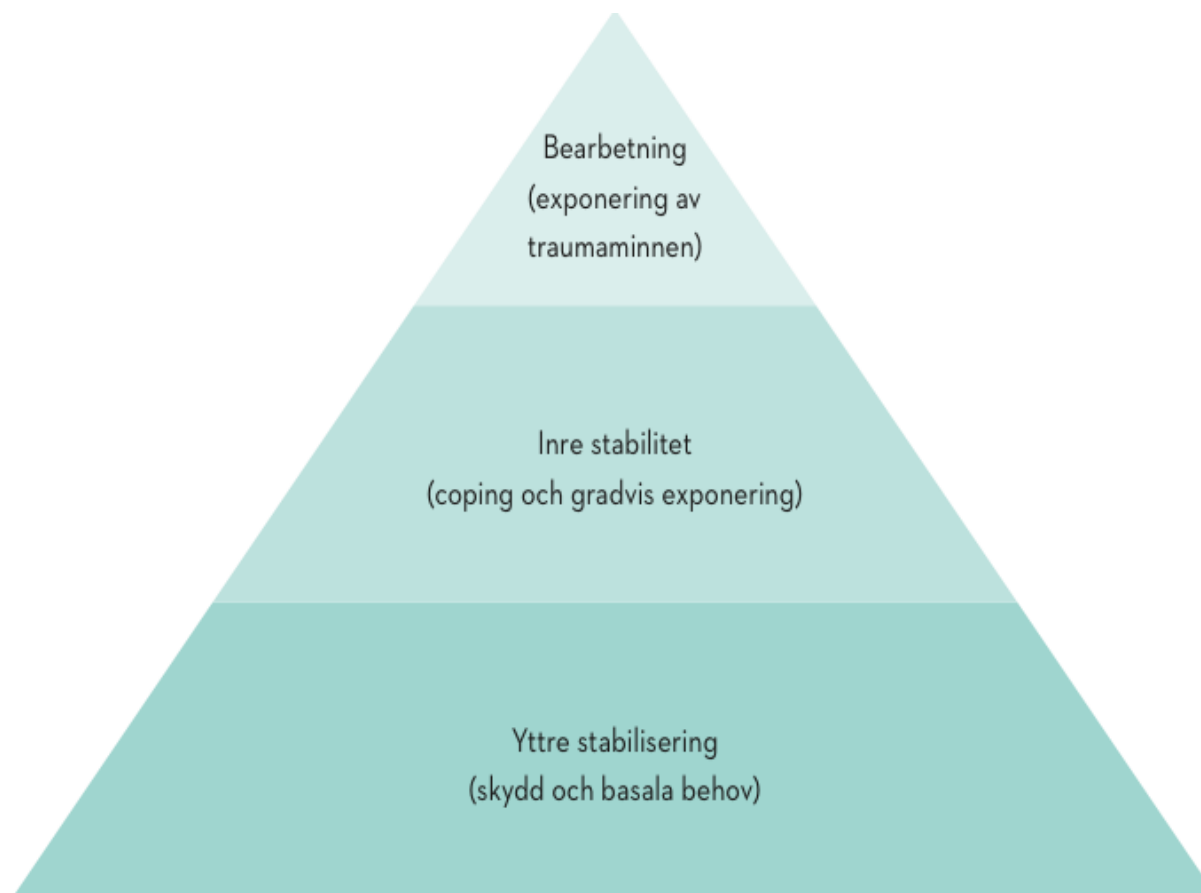 Bearbetning
(exponering av
traumaminnen)
Inre stabilitet
(coping och gradvis exponering)
Yttre stabilisering
(skydd och basala behov)